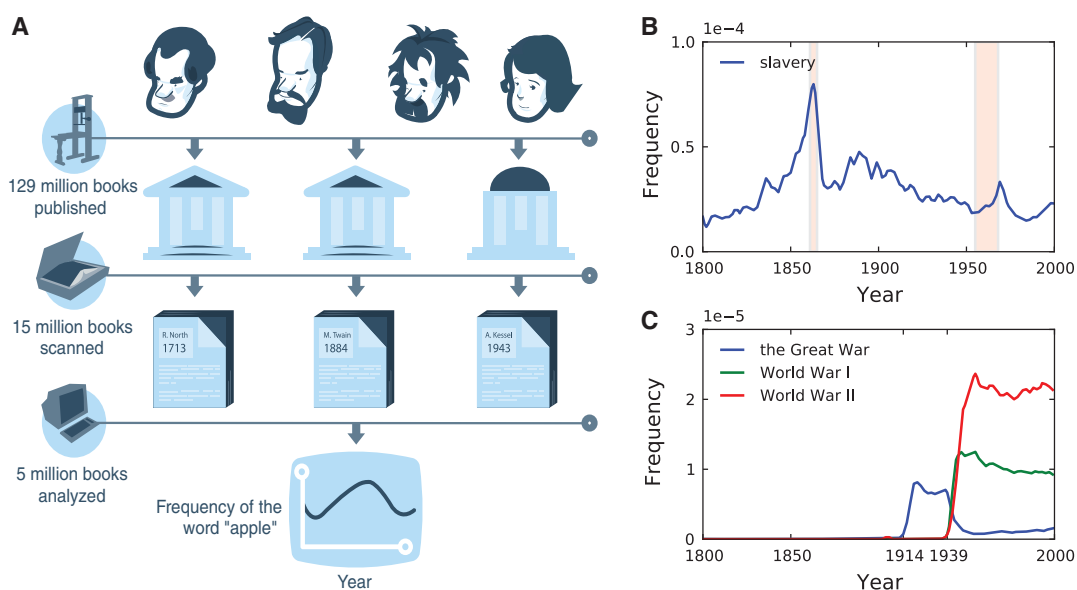 A
129 million books
published
15 million books
scanned
R. North
1713
M. Twain
1884
A. Kessel
1943
5 million books
analyzed
Frequency of the
word "apple"
Year
B
1e-4
1.0
0.5
0.0
Frequency
slavery
1800
1850
1900
1950
2000
Year
C
1e-5
3
2
1
0
Frequency
the Great War
World War I
World War II
1800
1850
1914
1939
2000
Year